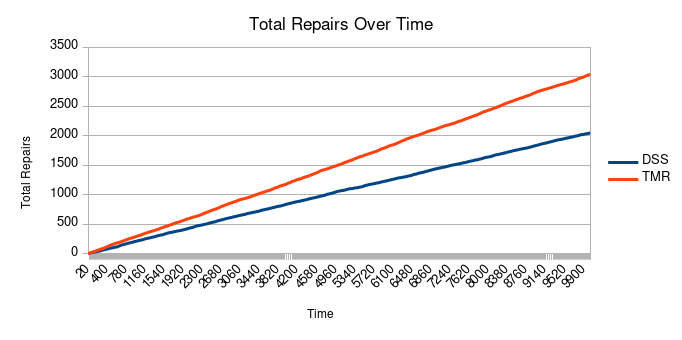 Total Repairs Over Time
3500
3000
2500
2000
1500
1000
500
0
Total Repairs
20 400 780 1160 1540 1920 2300 2680 3060 3440 3820 4200 4580 4960 5340 5720 6100 6480 6860 7240 7620 8000 8380 8760 9140 9520 9900
Time
DSS
TMR